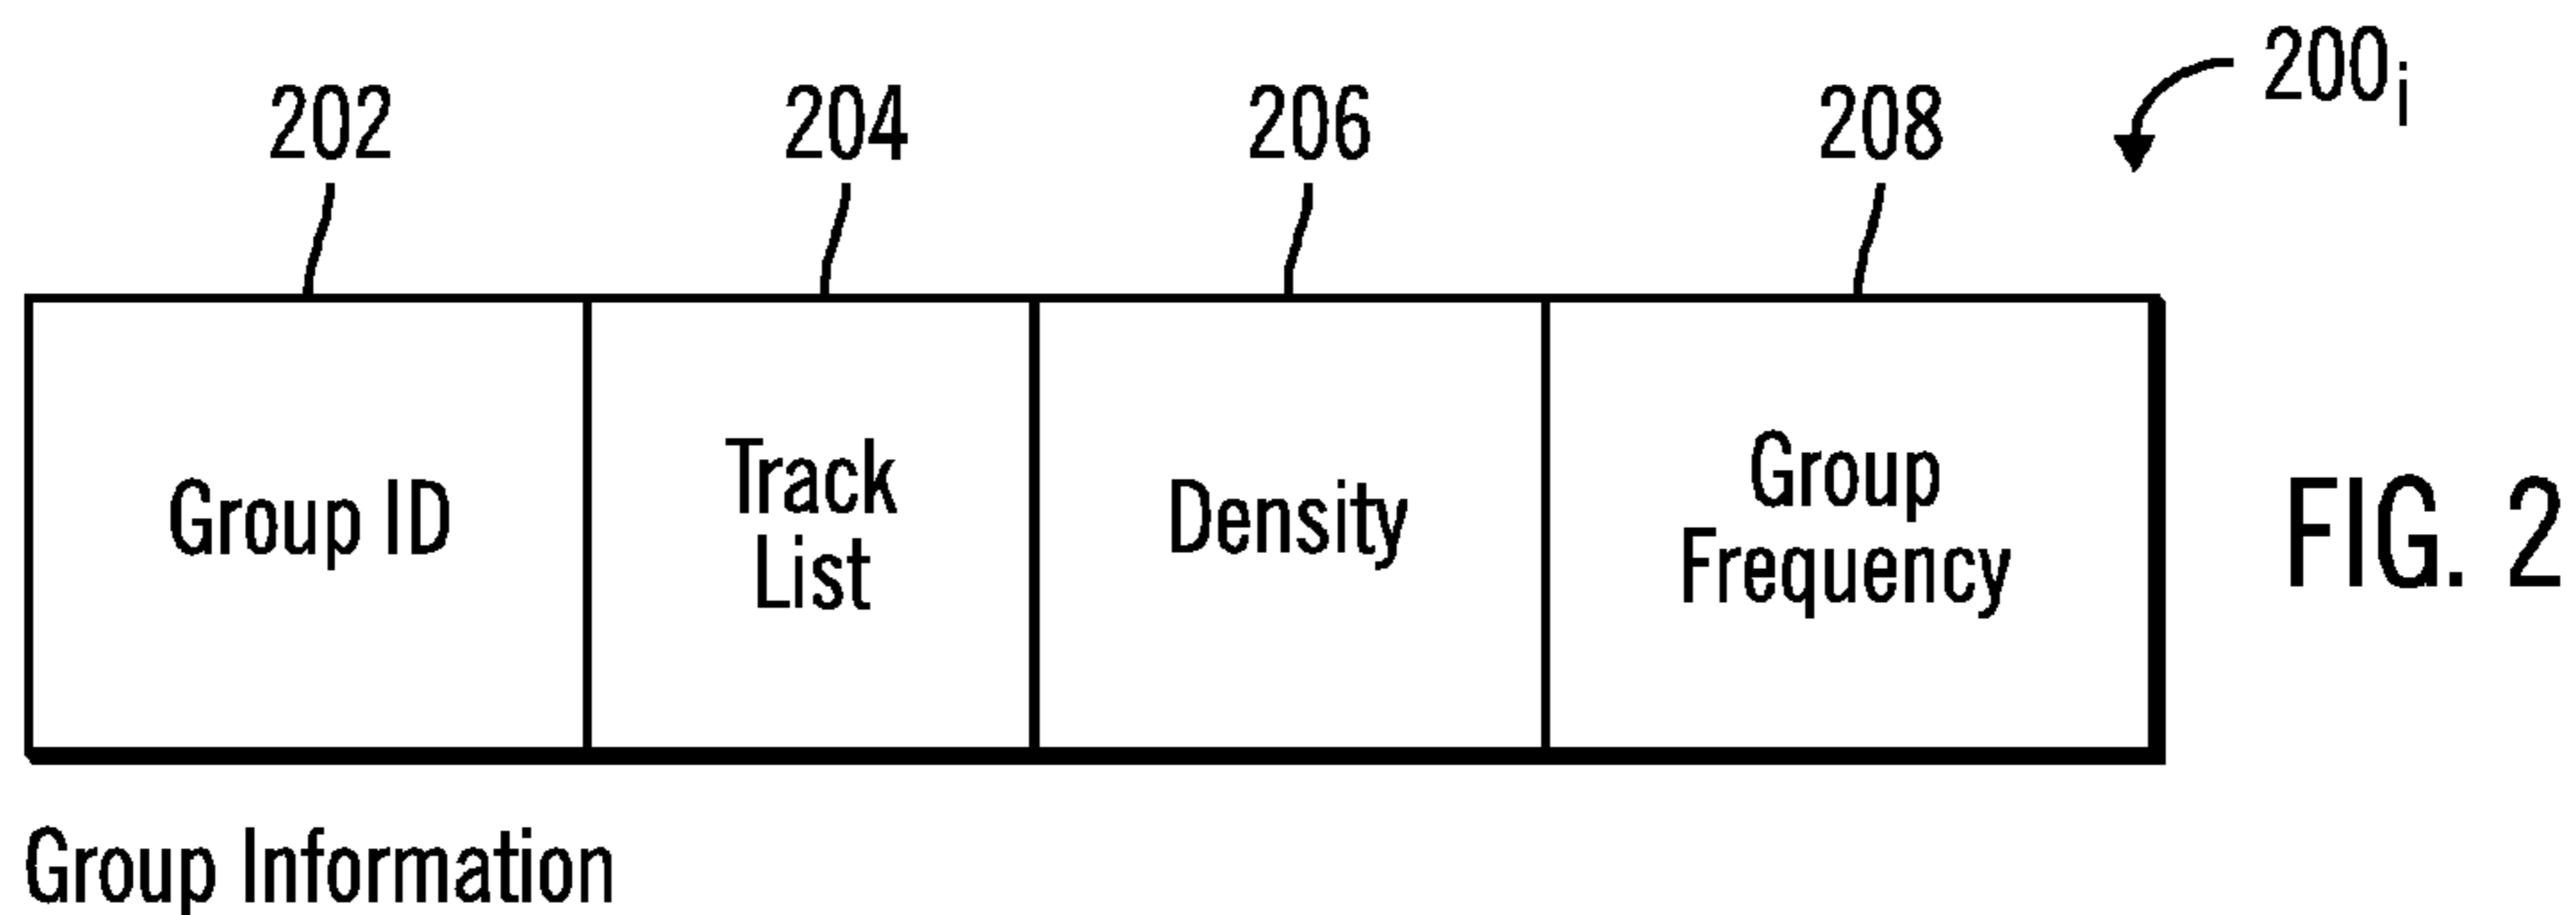 202 204 206 208 200i
Group ID
Track
List
Density
Group
Frequency
FIG. 2
Group Information